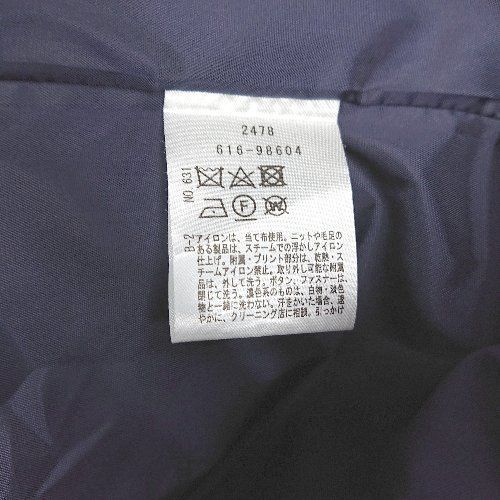 2478
616-98604
NO.631
F
W
B-2
アイロンは、当て布使用。ニットや毛足の
ある製品は、スチームでの浮かしアイロン
仕上げ。附属・プリント部分は、乾熱・ス
チームアイロン禁止。取り外し可能な附属
品は、外して洗う。ボタン、ファスナーは
閉じて洗う。濃色系のものは、白物・淡色
物と一緒に洗わない。汗をかいた場合、速
やかに、クリーニング店に相談。引っかけ